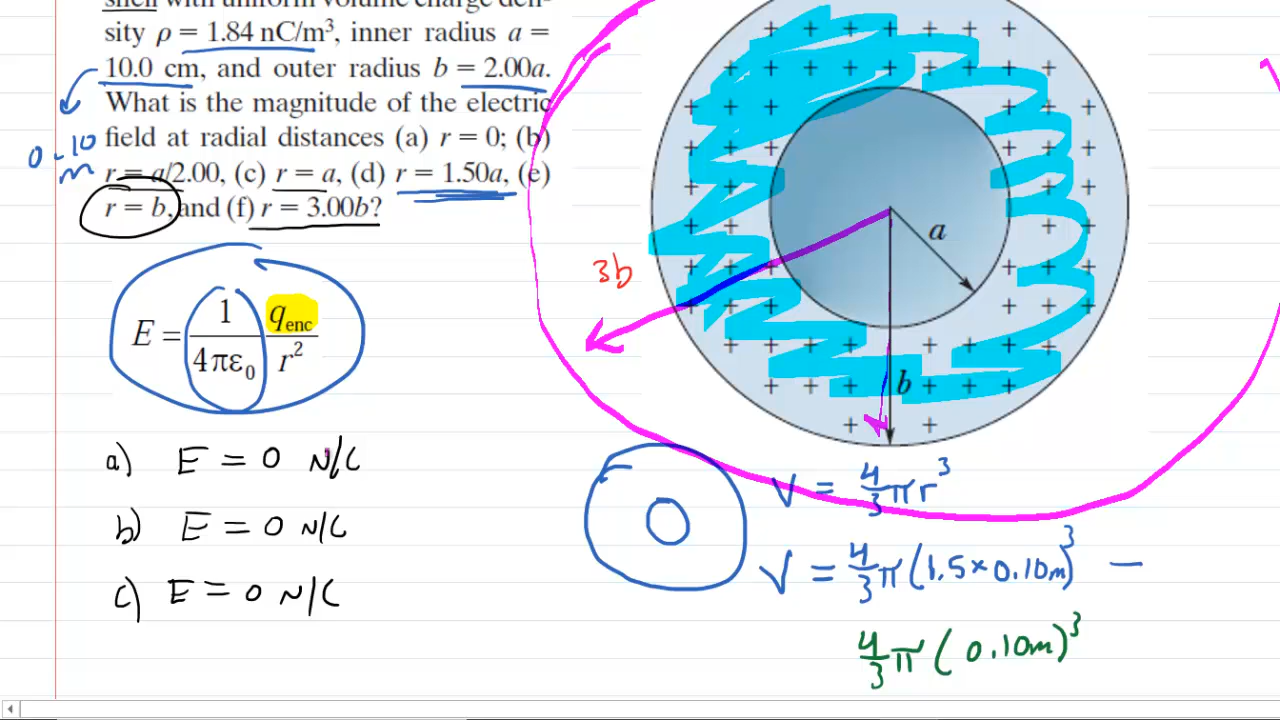 shell with uniform volume charge den-
sity ρ = 1.84 nC/m³, inner radius a =
10.0 cm, and outer radius b = 2.00a.
What is the magnitude of the electric
field at radial distances (a) r = 0; (b)
r = a/2.00, (c) r = a, (d) r = 1.50a, (e)
r = b, and (f) r = 3.00b?
0.10
m
E = 1/4πε₀ q_enc/r²
a) E = 0 N/C
b) E = 0 N/C
c) E = 0 N/C
3b
a
b
V = 4/3 πr³
V = 4/3 π(1.5 × 0.10m)³ −
4/3 π(0.10m)³